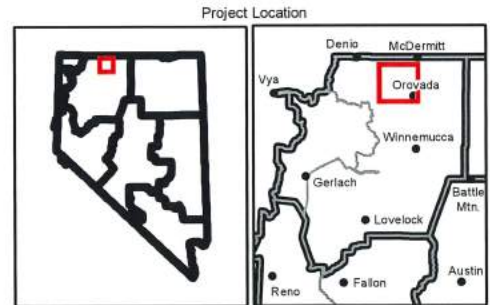 Project Location
Denio
McDermitt
Vya
Orovada
Winnemucca
Gerlach
Battle
Mtn.
Lovelock
Austin
Reno
Fallon